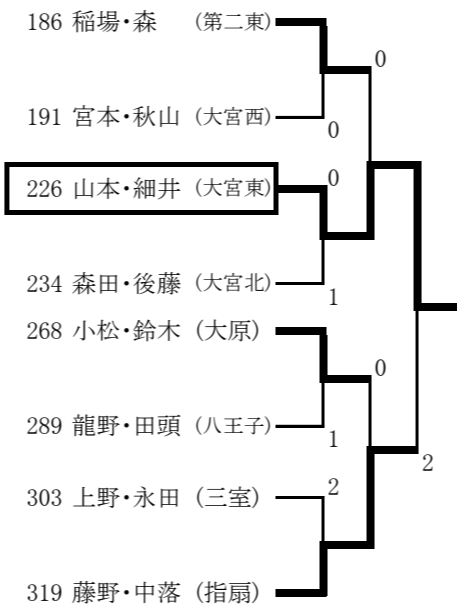 186 稲場・森 (第二東)
0
191 宮本・秋山 (大宮西)
0
226 山本・細井 (大宮東)
0
234 森田・後藤 (大宮北)
1
268 小松・鈴木 (大原)
0
289 龍野・田頭 (八王子)
1
2
303 上野・永田 (三室)
2
319 藤野・中落 (指扇)